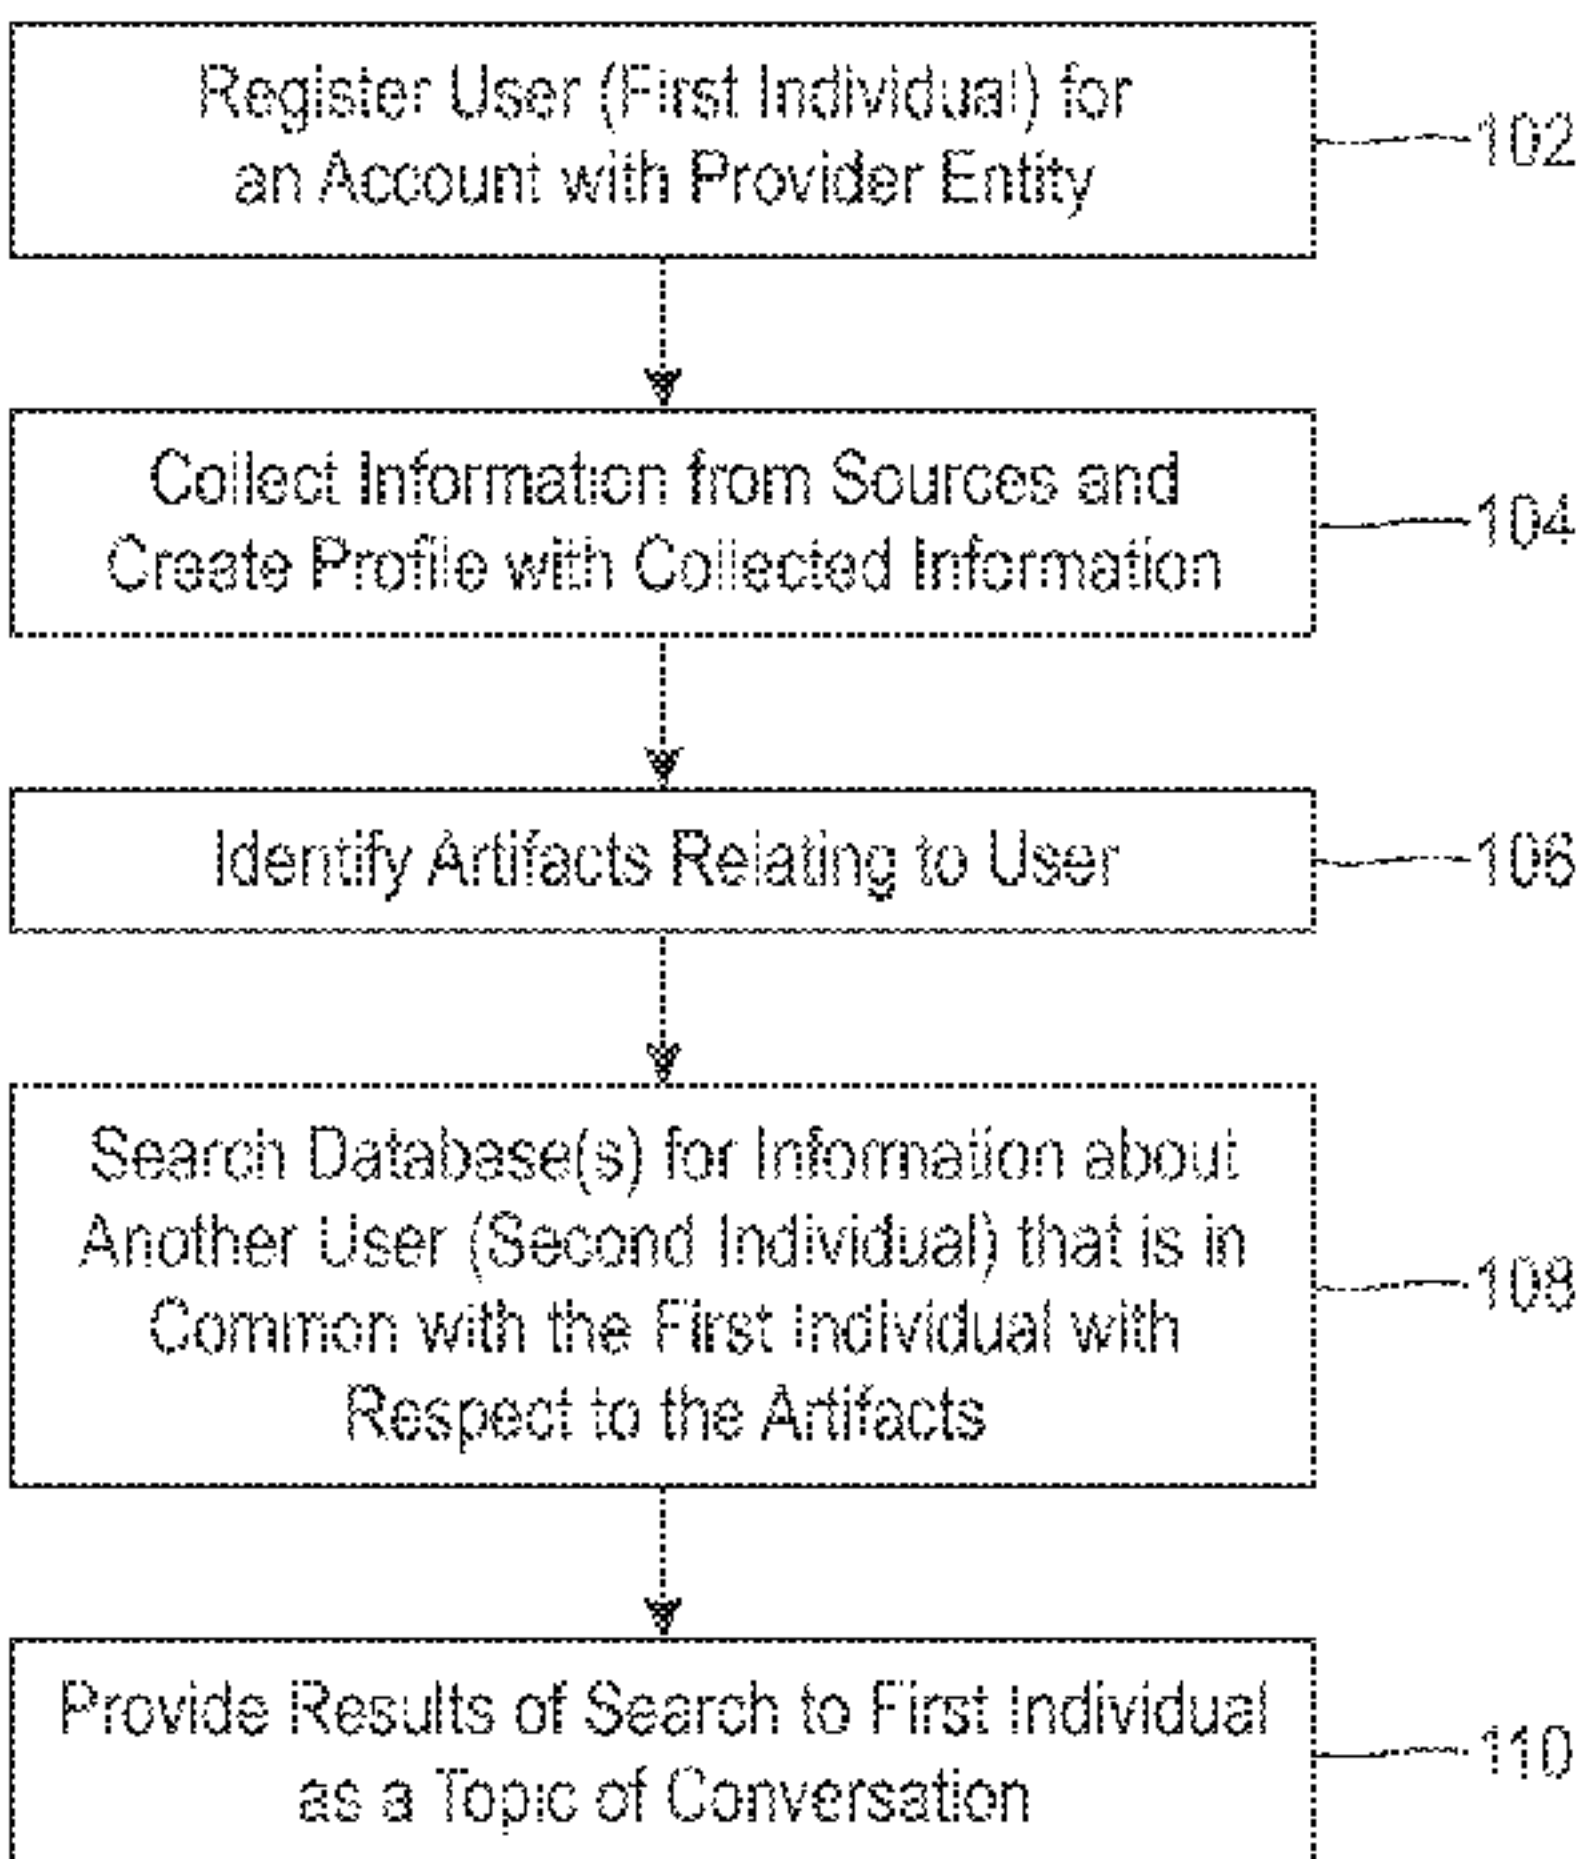 Register User (First Individual) for
an Account with Provider Entity
102
Collect Information from Sources and
Create Profile with Collected Information
104
Identify Artifacts Relating to User
106
Search Database(s) for Information about
Another User (Second Individual) that is in
Common with the First Individual with
Respect to the Artifacts
108
Provide Results of Search to First Individual
as a Topic of Conversation
110